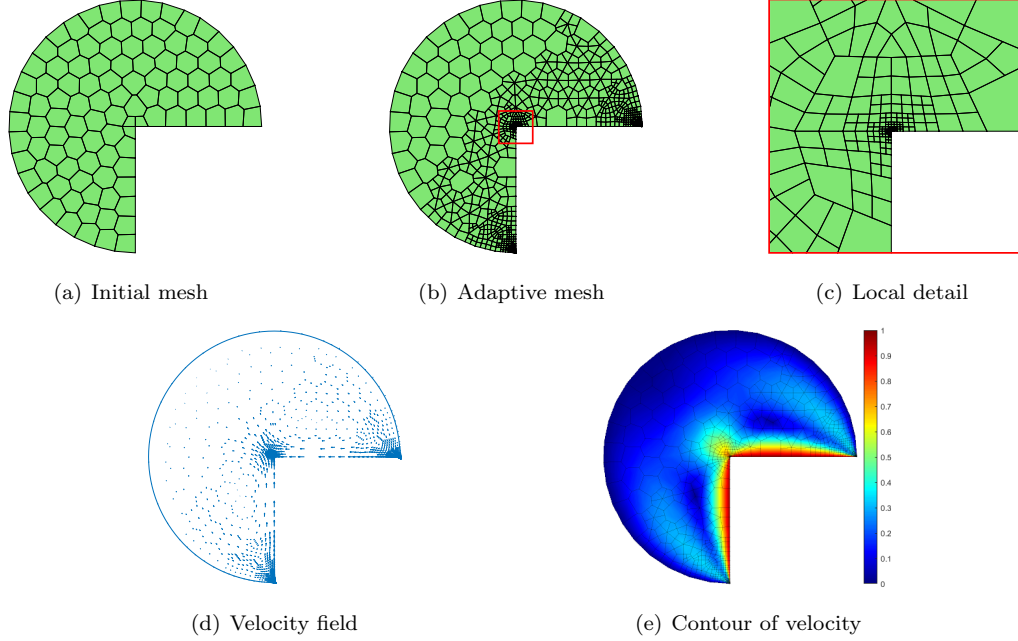 (a) Initial mesh
(b) Adaptive mesh
(c) Local detail
1
0.9
0.8
0.7
0.6
0.5
0.4
0.3
0.2
0.1
0
(d) Velocity field
(e) Contour of velocity